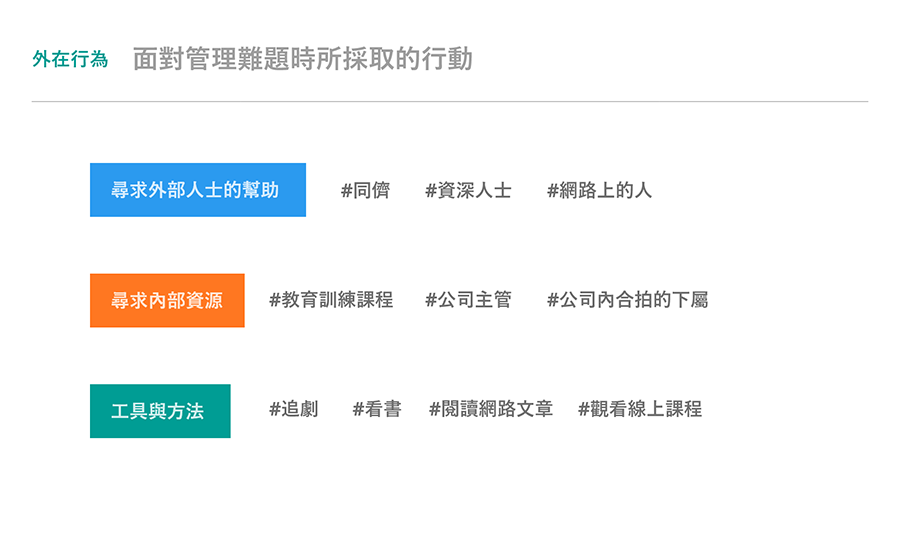 外在行為 面對管理難題時所採取的行動
尋求外部人士的幫助 #同儕 #資深人士 #網路上的人
尋求內部資源 #教育訓練課程 #公司主管 #公司內合拍的下屬
工具與方法 #追劇 #看書 #閱讀網路文章 #觀看線上課程